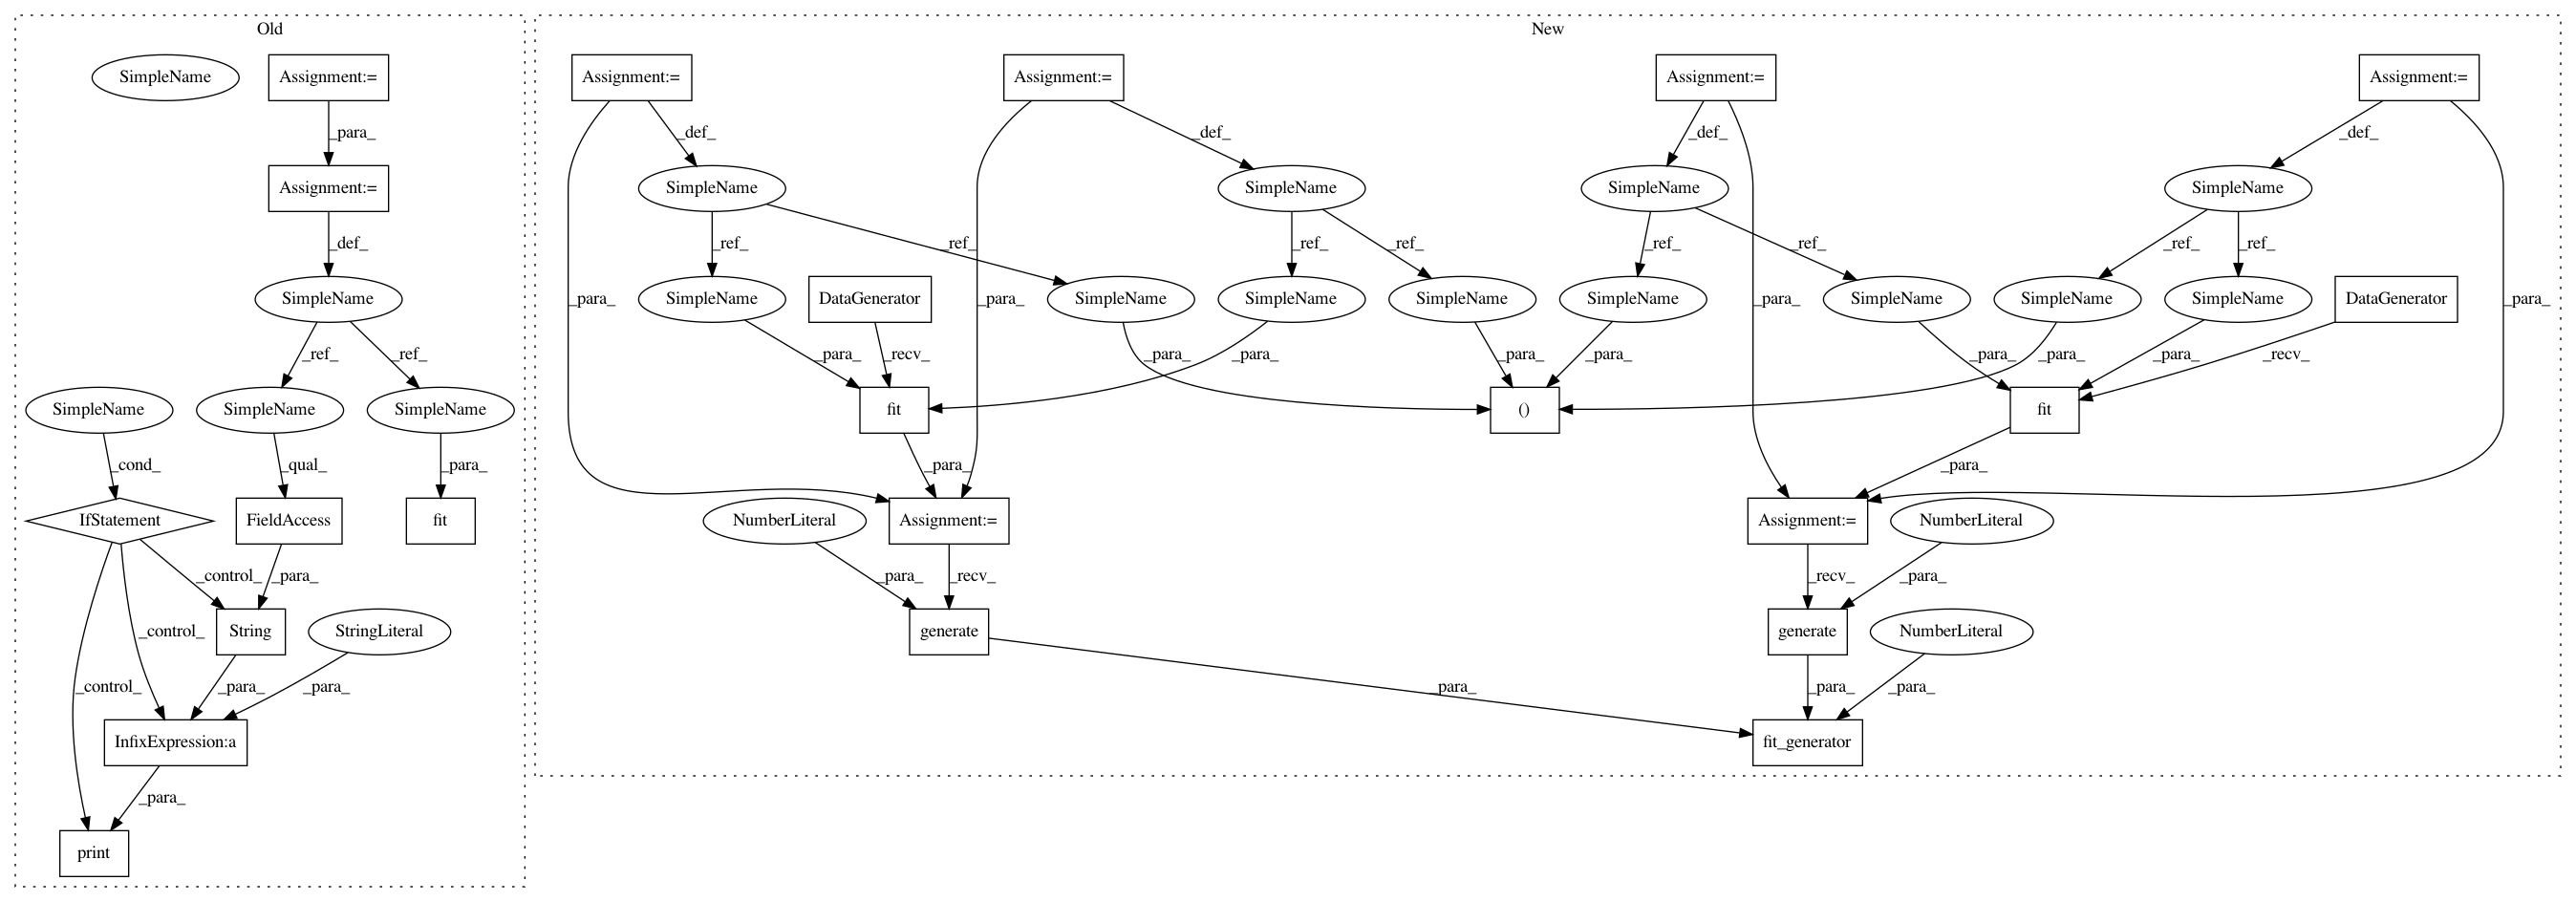 Old
New
SimpleName
Assignment:=
Assignment:=
Assignment:=
Assignment:=
Assignment:=
_para_
_def_
_def_
_def_
_def_
Assignment:=
SimpleName
SimpleName
SimpleName
SimpleName
_def_
_ref_
_ref_
_ref_
_ref_
_ref_
_ref_
_ref_
_ref_
SimpleName
_para_
SimpleName
DataGenerator
_para_
SimpleName
SimpleName
SimpleName
SimpleName
_para_
SimpleName
SimpleName
SimpleName
DataGenerator
_para_
_ref_
_ref_
_para_
_recv_
_para_
_para_
_para_
_para_
_para_
_para_
_para_
_recv_
SimpleName
SimpleName
SimpleName
fit
()
fit
_cond_
_qual_
_para_
_para_
_para_
IfStatement
FieldAccess
fit
NumberLiteral
Assignment:=
Assignment:=
NumberLiteral
_control_
_para_
_para_
_recv_
_recv_
_para_
_control_
String
StringLiteral
generate
generate
NumberLiteral
_control_
_para_
_para_
_para_
_para_
_para_
InfixExpression:a
fit_generator
_para_
print